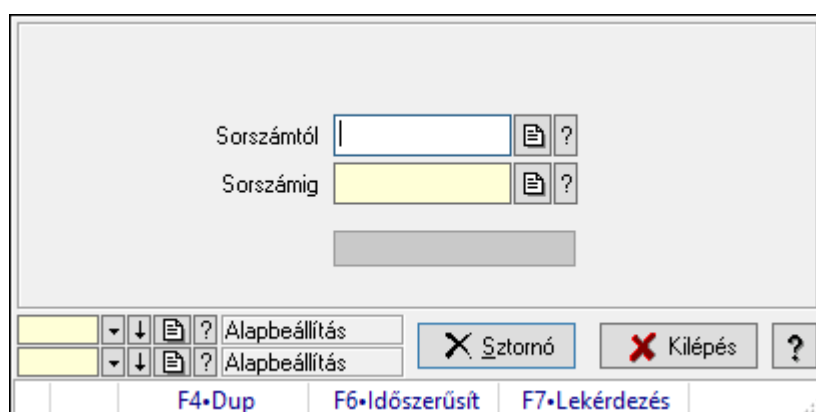 Sorszámtól ?
Sorszámig ?
? Alapbeállítás
? Alapbeállítás
Sztornó Kilépés ?
F4•Dup F6•Időszerűsít F7•Lekérdezés